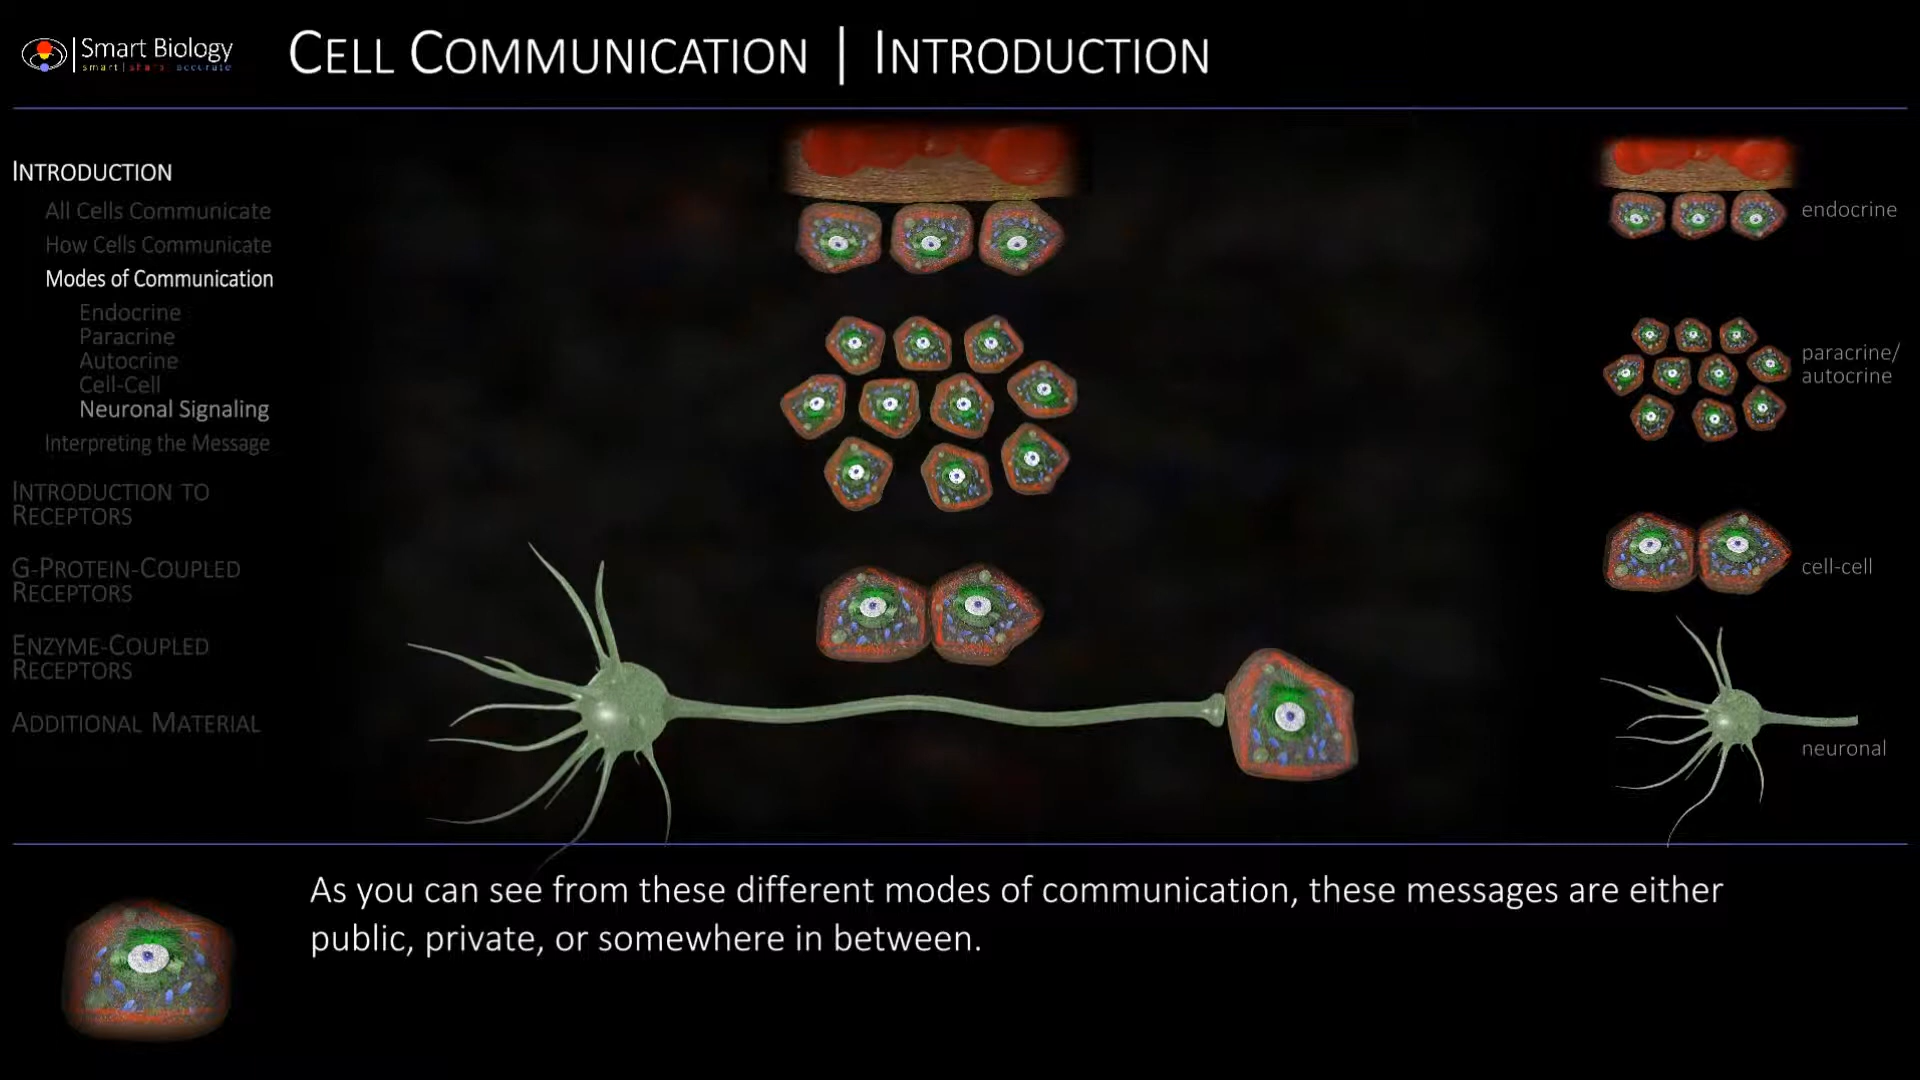 Smart Biology
smart | sharp | accurate
CELL COMMUNICATION | INTRODUCTION
INTRODUCTION
All Cells Communicate
How Cells Communicate
Modes of Communication
Endocrine
Paracrine
Autocrine
Cell-Cell
Neuronal Signaling
Interpreting the Message
INTRODUCTION TO
RECEPTORS
G-PROTEIN-COUPLED
RECEPTORS
ENZYME-COUPLED
RECEPTORS
ADDITIONAL MATERIAL
endocrine
paracrine/
autocrine
cell-cell
neuronal
As you can see from these different modes of communication, these messages are either
public, private, or somewhere in between.